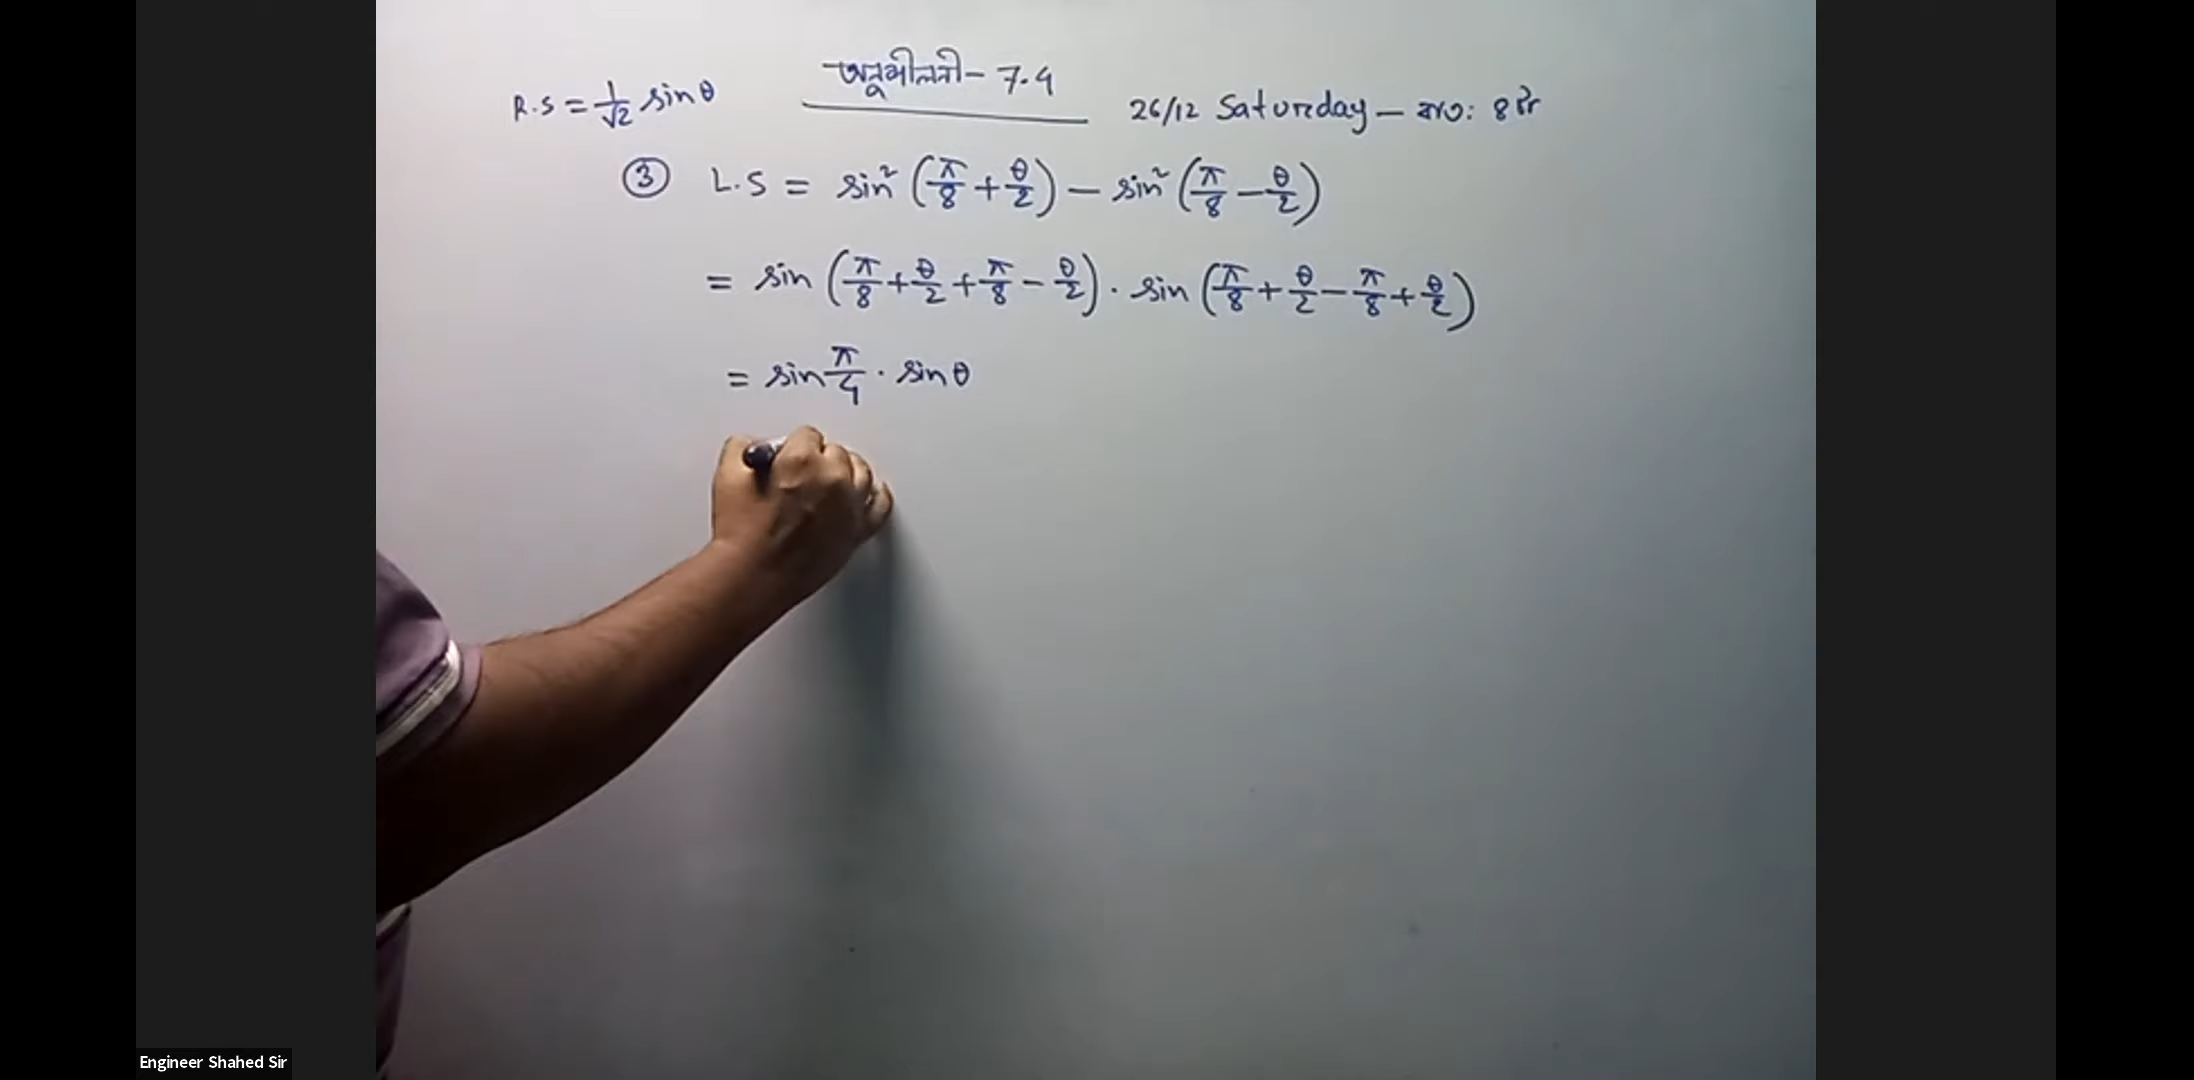 R.S = 1/√2 sin θ
অনুশীলনী - 7.4
26/12 Saturday - রাত: 8 টা
③ L.S = sin² (π/8 + θ/2) - sin² (π/8 - θ/2)
= sin (π/8 + θ/2 + π/8 - θ/2) · sin (π/8 + θ/2 - π/8 + θ/2)
= sin π/4 · sin θ
Engineer Shahed Sir